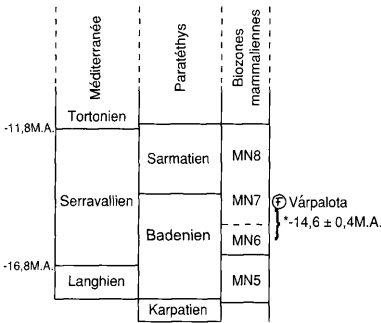 Méditerranée
Paratéthys
Biozones
mammaliennes
Tortonien
-11,8M.A.
Sarmatien
MN8
Serravallien
MN7
Ⓕ Várpalota
*-14,6 ± 0,4M.A.
Badenien
MN6
-16,8M.A.
Langhien
MN5
Karpatien